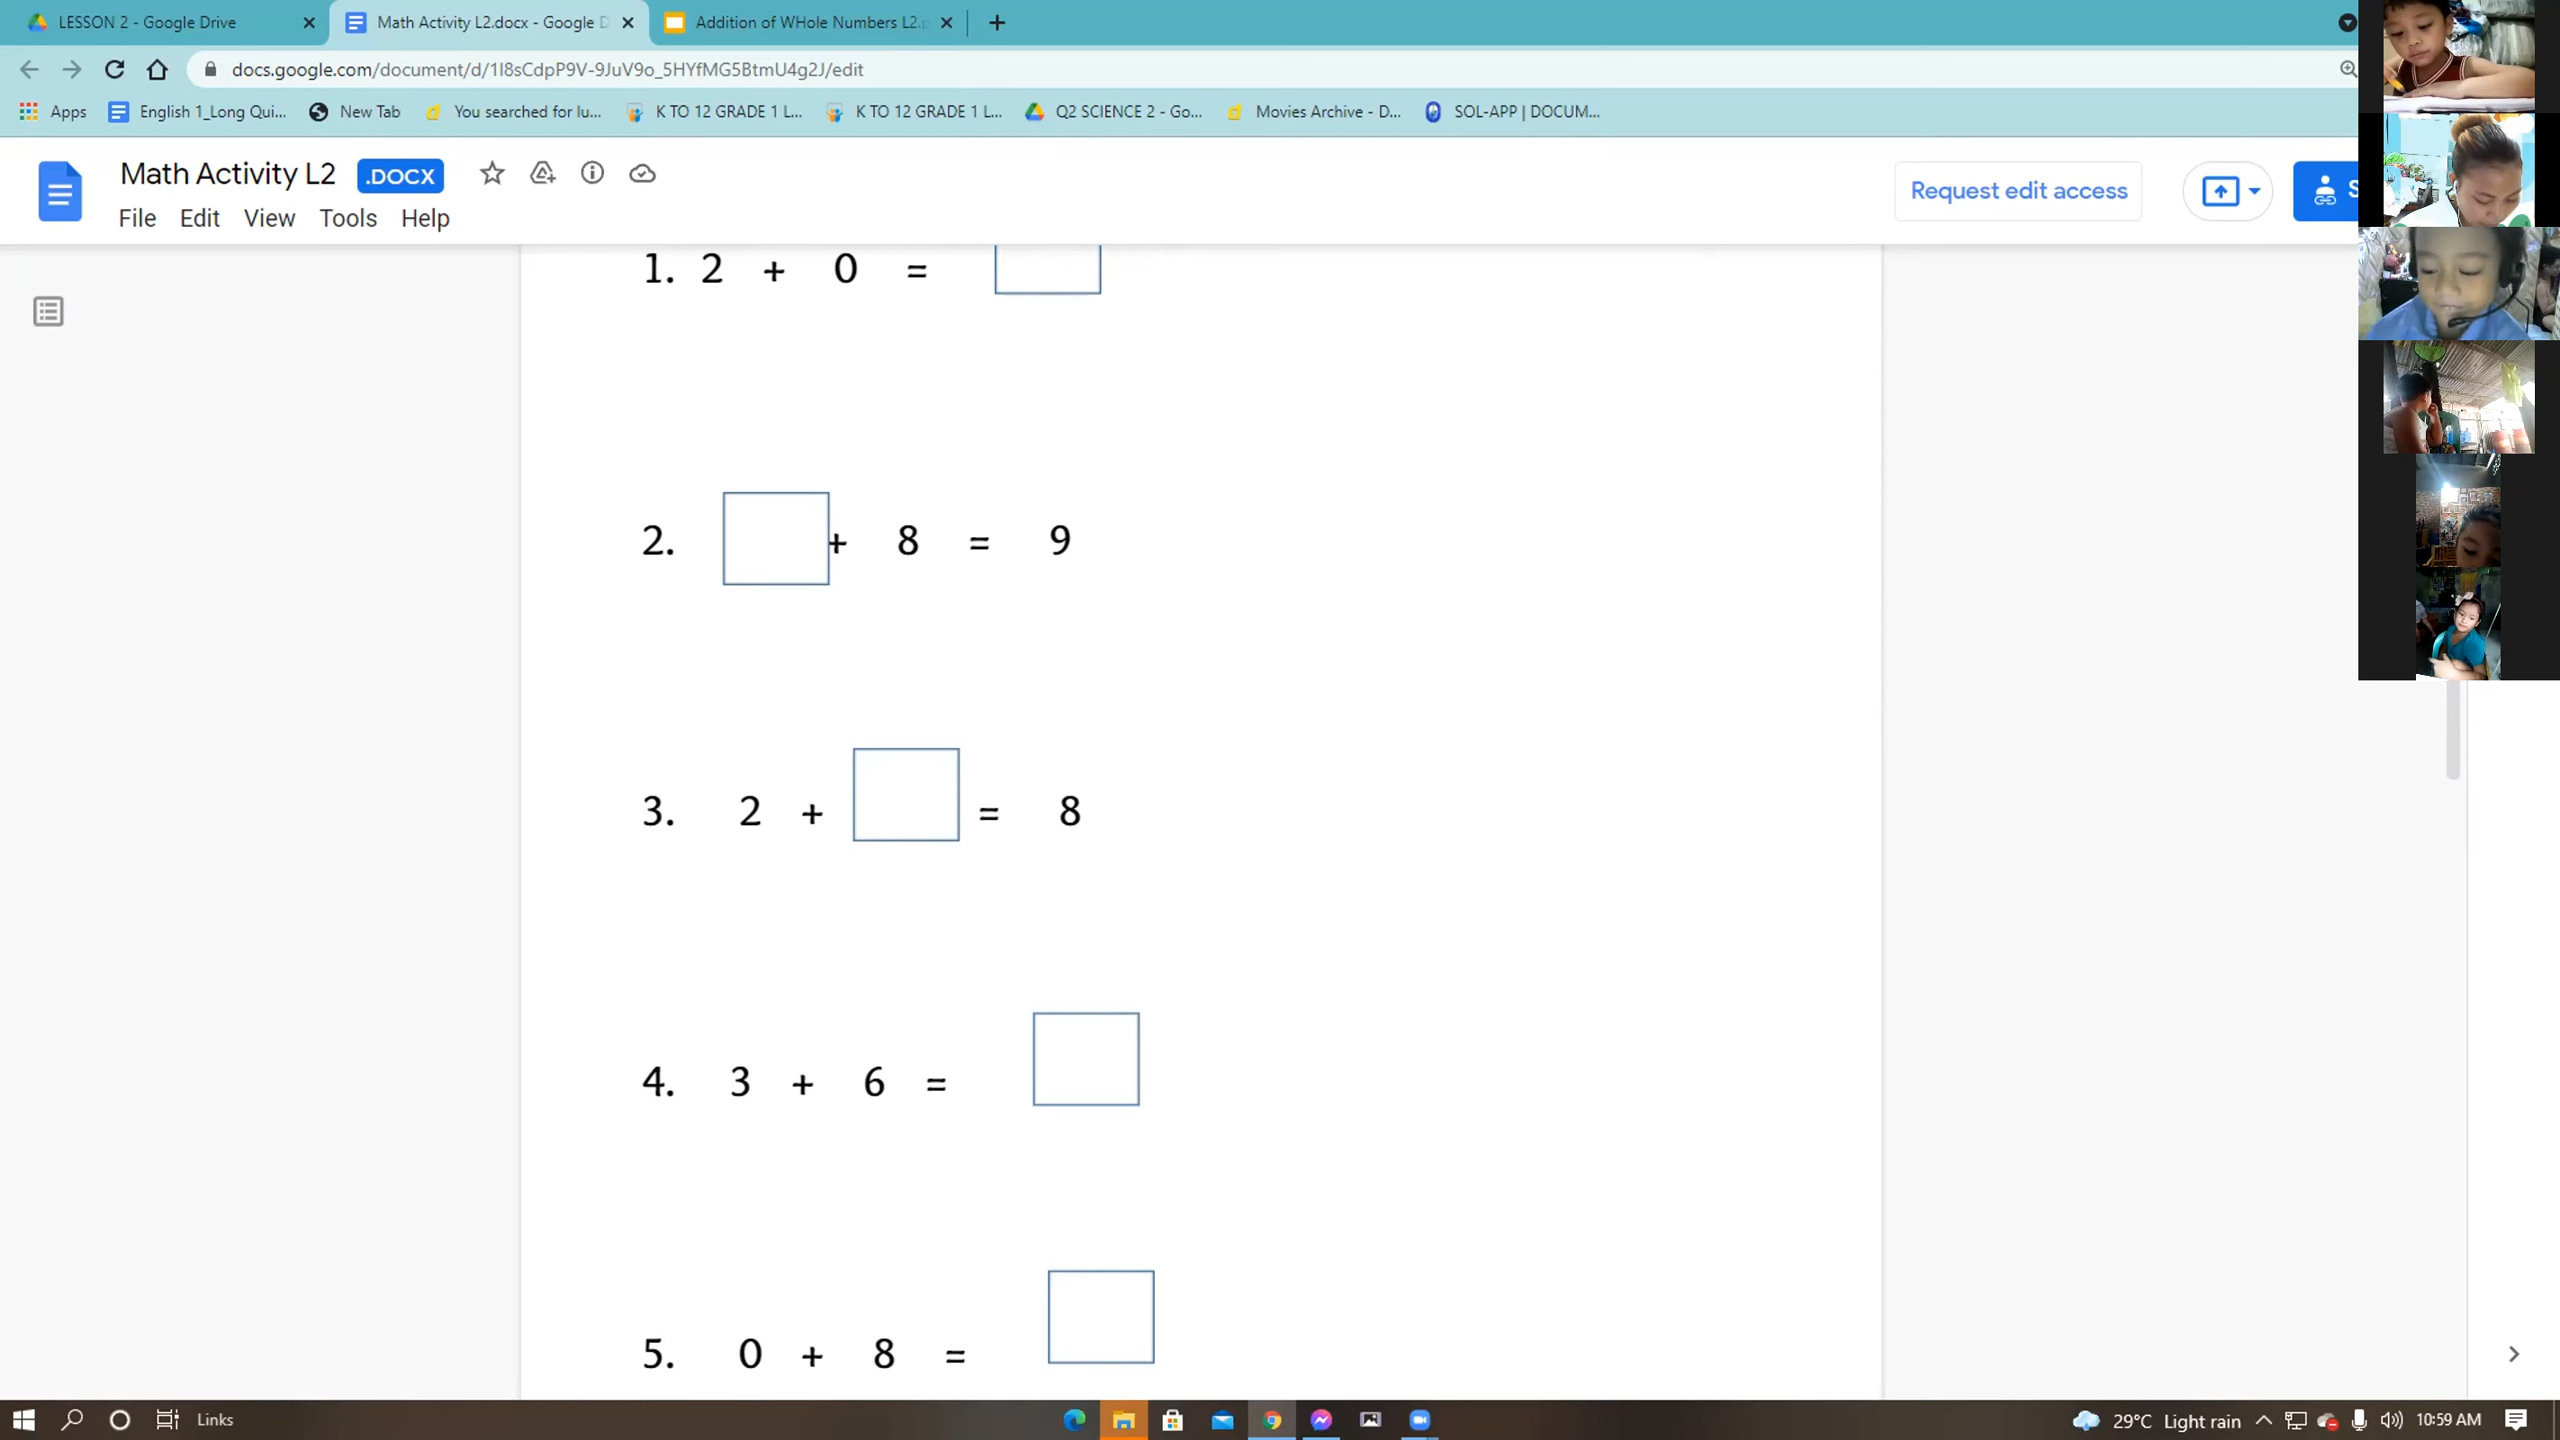 LESSON 2 - Google Drive
Math Activity L2.docx - Google D
Addition of WHole Numbers L2.p
docs.google.com/document/d/1I8sCdpP9V-9JuV9o_5HYfMG5BtmU4g2J/edit
Apps
English 1_Long Qui...
New Tab
You searched for lu...
K TO 12 GRADE 1 L...
K TO 12 GRADE 1 L...
Q2 SCIENCE 2 - Go...
Movies Archive - D...
SOL-APP | DOCUM...
Math Activity L2 .DOCX
File Edit View Tools Help
Request edit access
S
1. 2 + 0 =
2. + 8 = 9
3. 2 + = 8
4. 3 + 6 =
5. 0 + 8 =
Links
29°C Light rain
10:59 AM